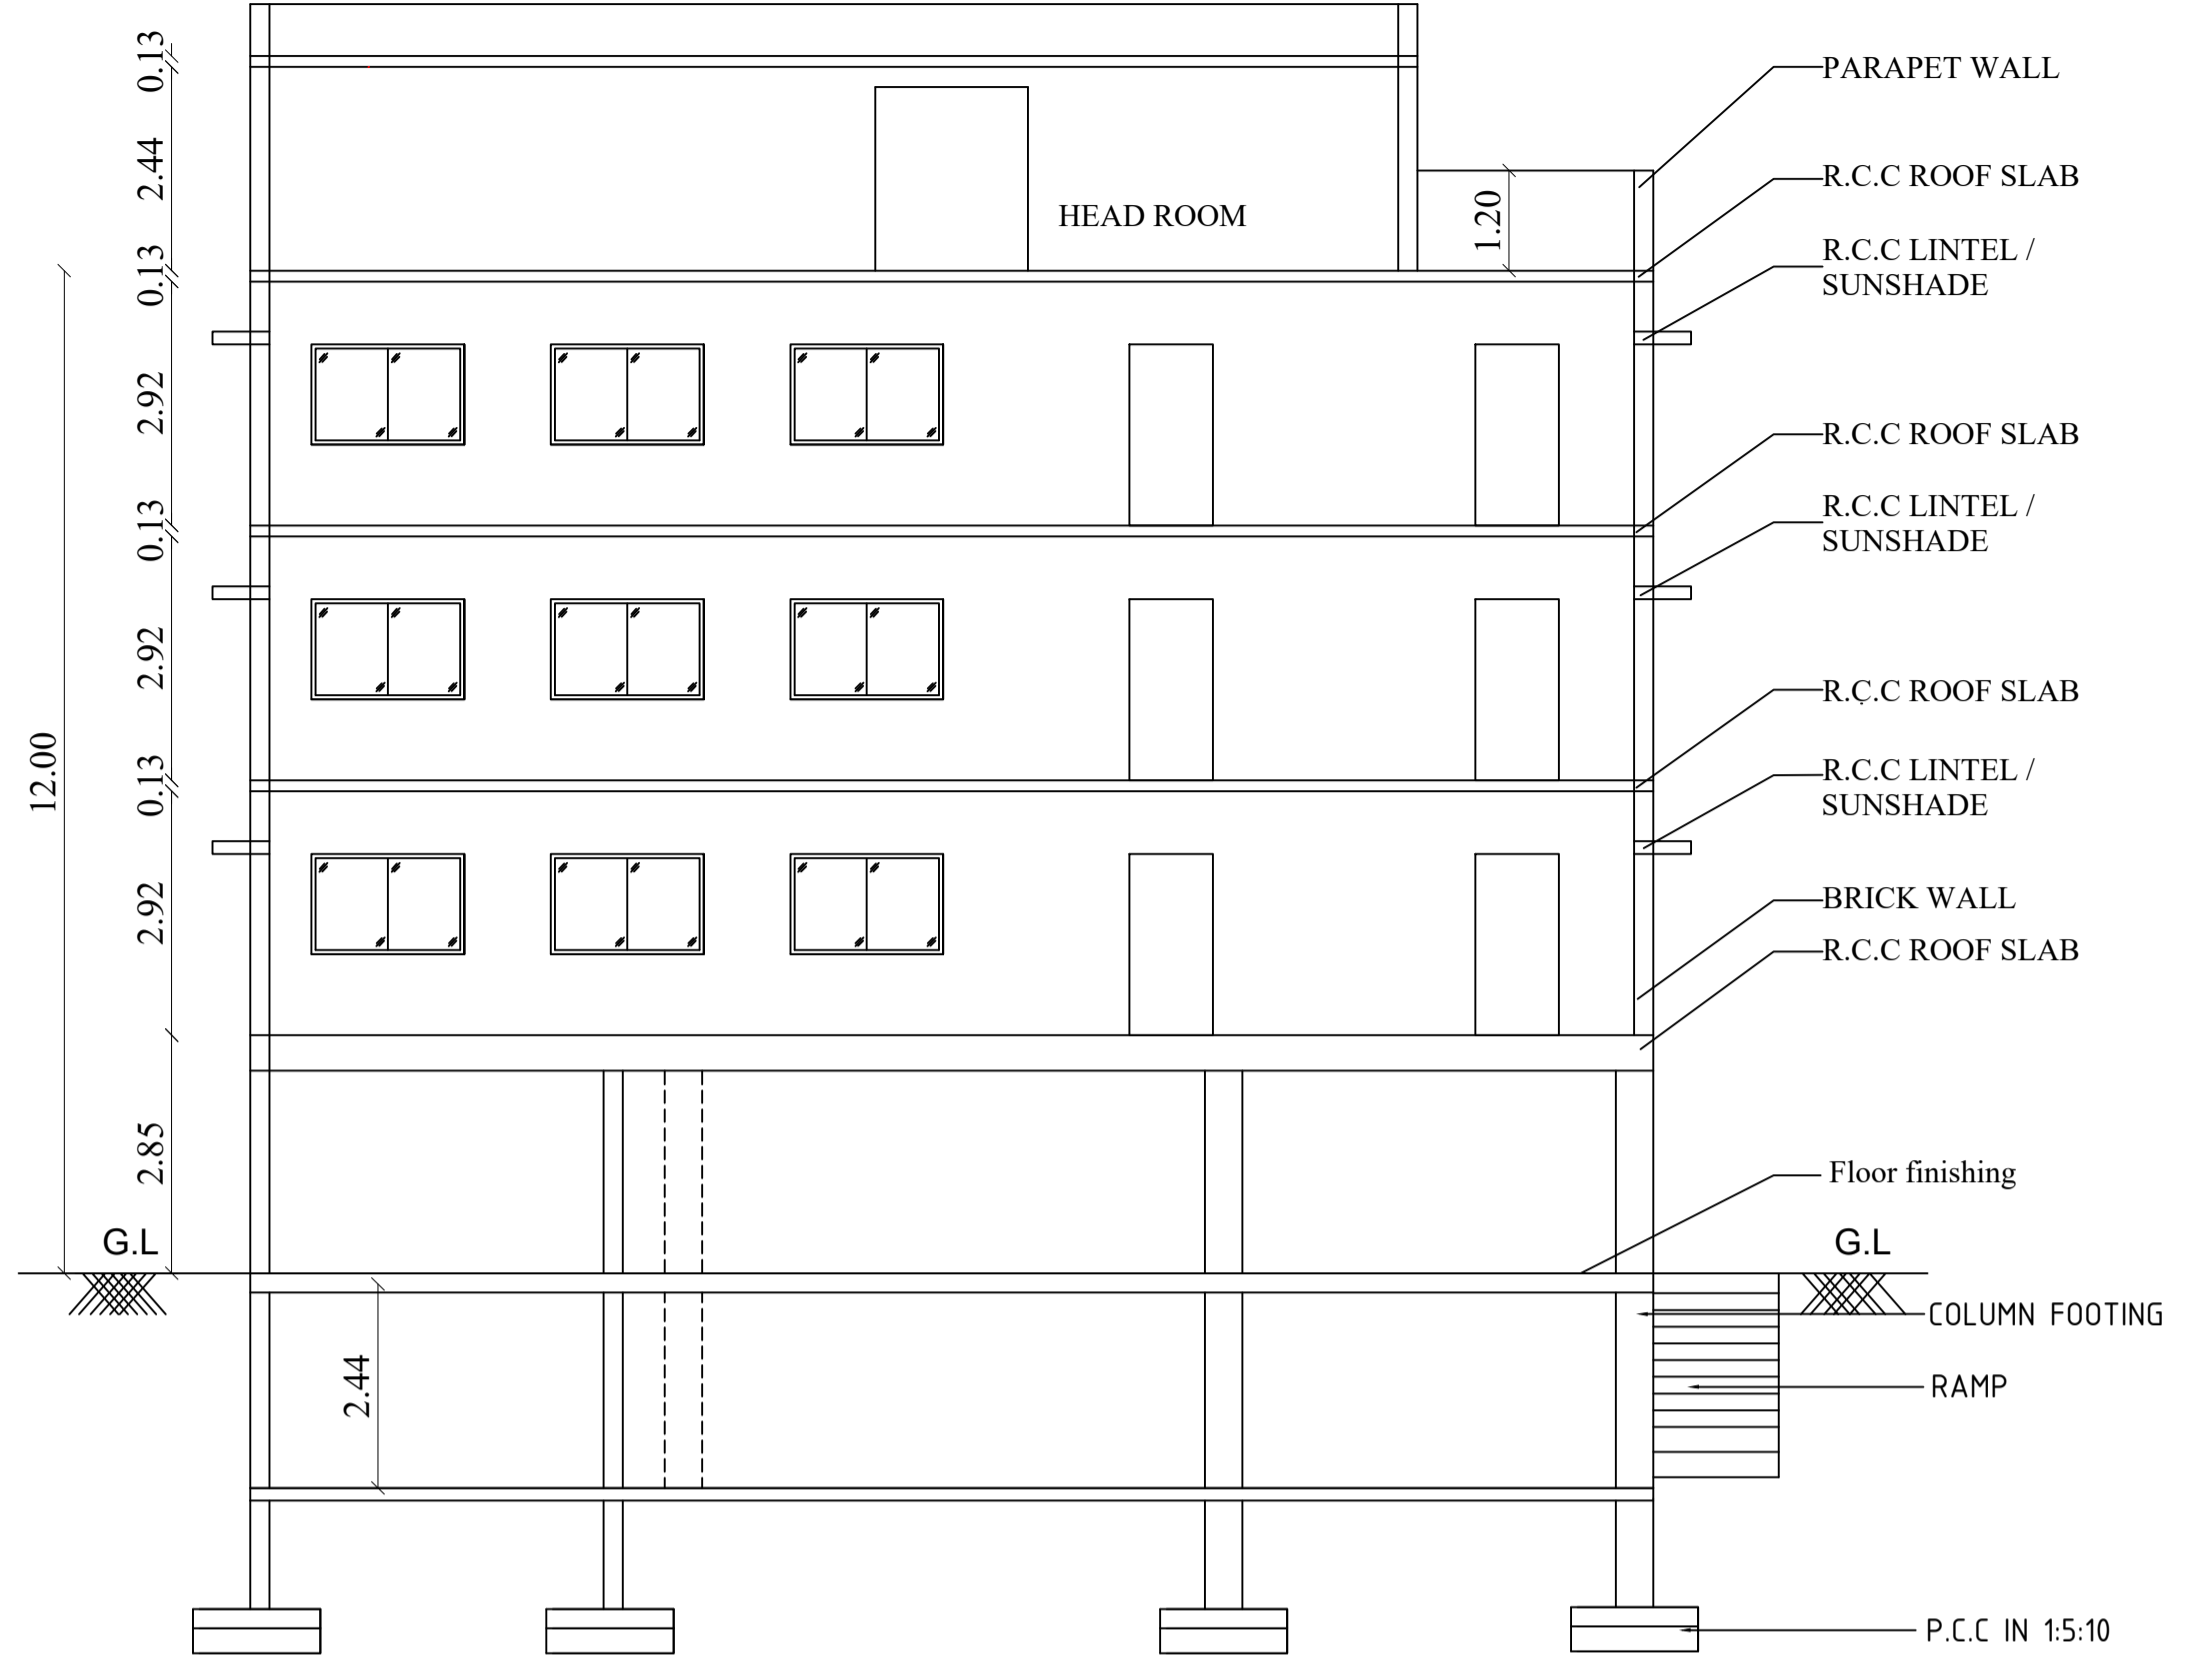 0.13
PARAPET WALL
2.44
R.C.C ROOF SLAB
HEAD ROOM
1.20
0.13
R.C.C LINTEL /
SUNSHADE
2.92
R.C.C ROOF SLAB
0.13
R.C.C LINTEL /
SUNSHADE
2.92
R.C.C ROOF SLAB
12.00
0.13
R.C.C LINTEL /
SUNSHADE
2.92
BRICK WALL
R.C.C ROOF SLAB
2.85
Floor finishing
G.L
G.L
COLUMN FOOTING
2.44
RAMP
P.C.C IN 1:5:10